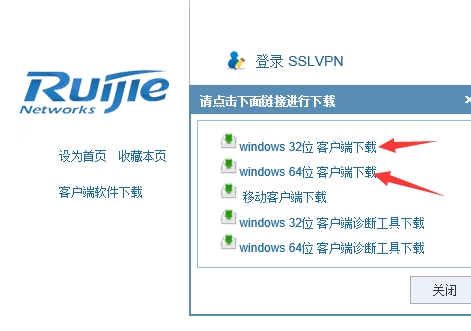 登录 SSLVPN
Ruijie
Networks
请点击下面链接进行下载
windows 32位 客户端下载
设为首页 收藏本页
windows 64位 客户端下载
客户端软件下载
移动客户端下载
windows 32位 客户端诊断工具下载
windows 64位 客户端诊断工具下载
关闭